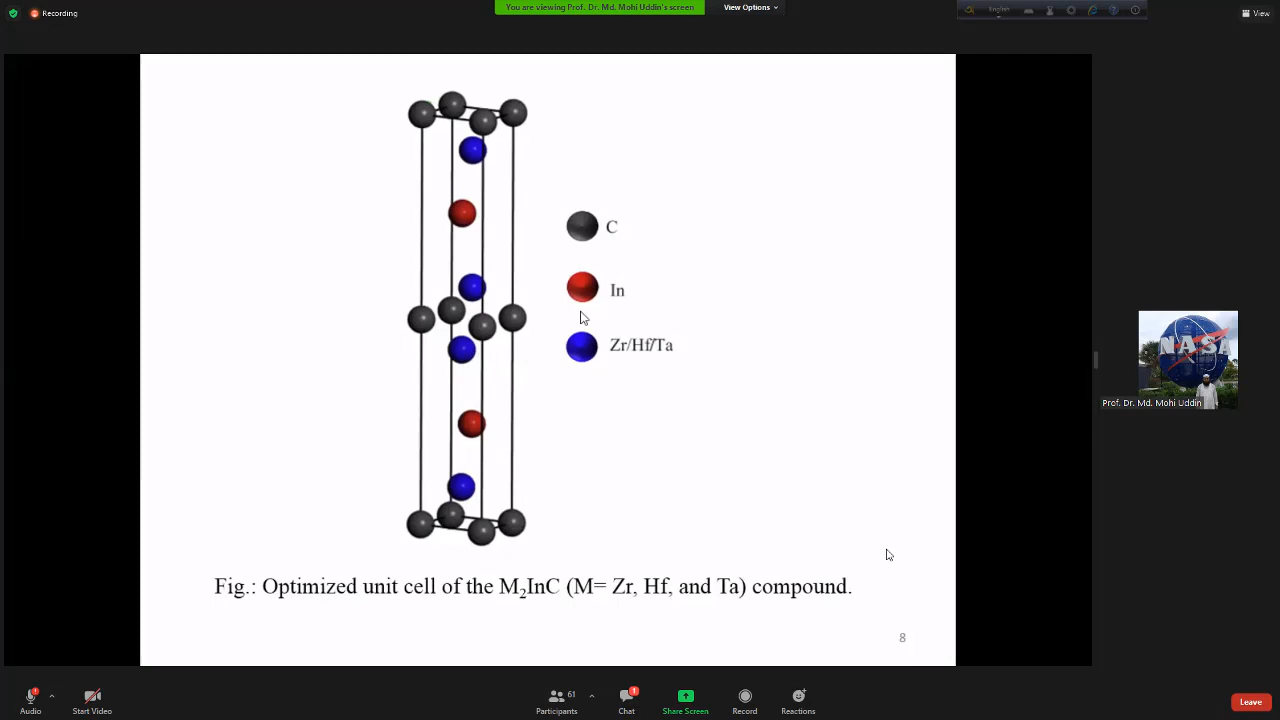 Recording
You are viewing Prof. Dr. Md. Mohi Uddin's screen
View Options
English
View
C
In
Zr/Hf/Ta
NASA
Prof. Dr. Md. Mohi Uddin
Fig.: Optimized unit cell of the M₂InC (M= Zr, Hf, and Ta) compound.
8
Audio
Start Video
61
Participants
1
Chat
Share Screen
Record
Reactions
Leave